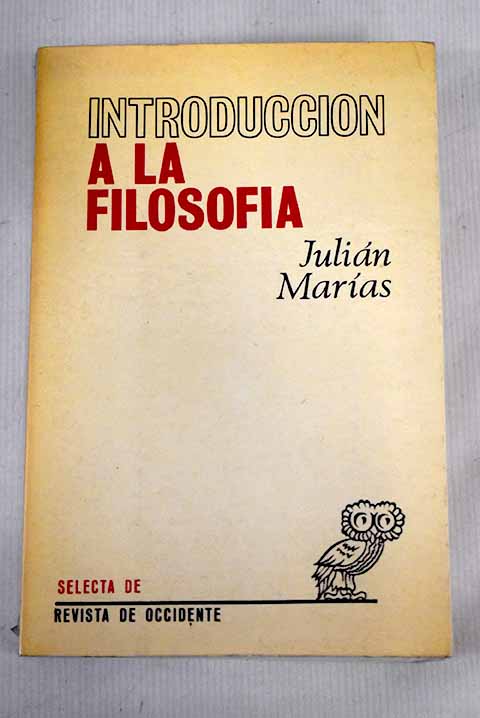 INTRODUCCION
A LA
FILOSOFIA
Julián
Marías
SELECTA DE
REVISTA DE OCCIDENTE